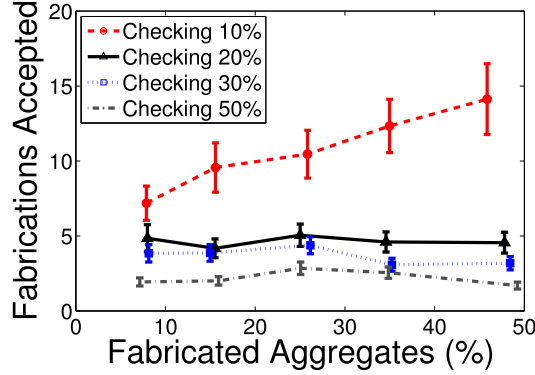 Fabrications Accepted
20
15
10
5
0
Checking 10%
Checking 20%
Checking 30%
Checking 50%
0 10 20 30 40 50
Fabricated Aggregates (%)